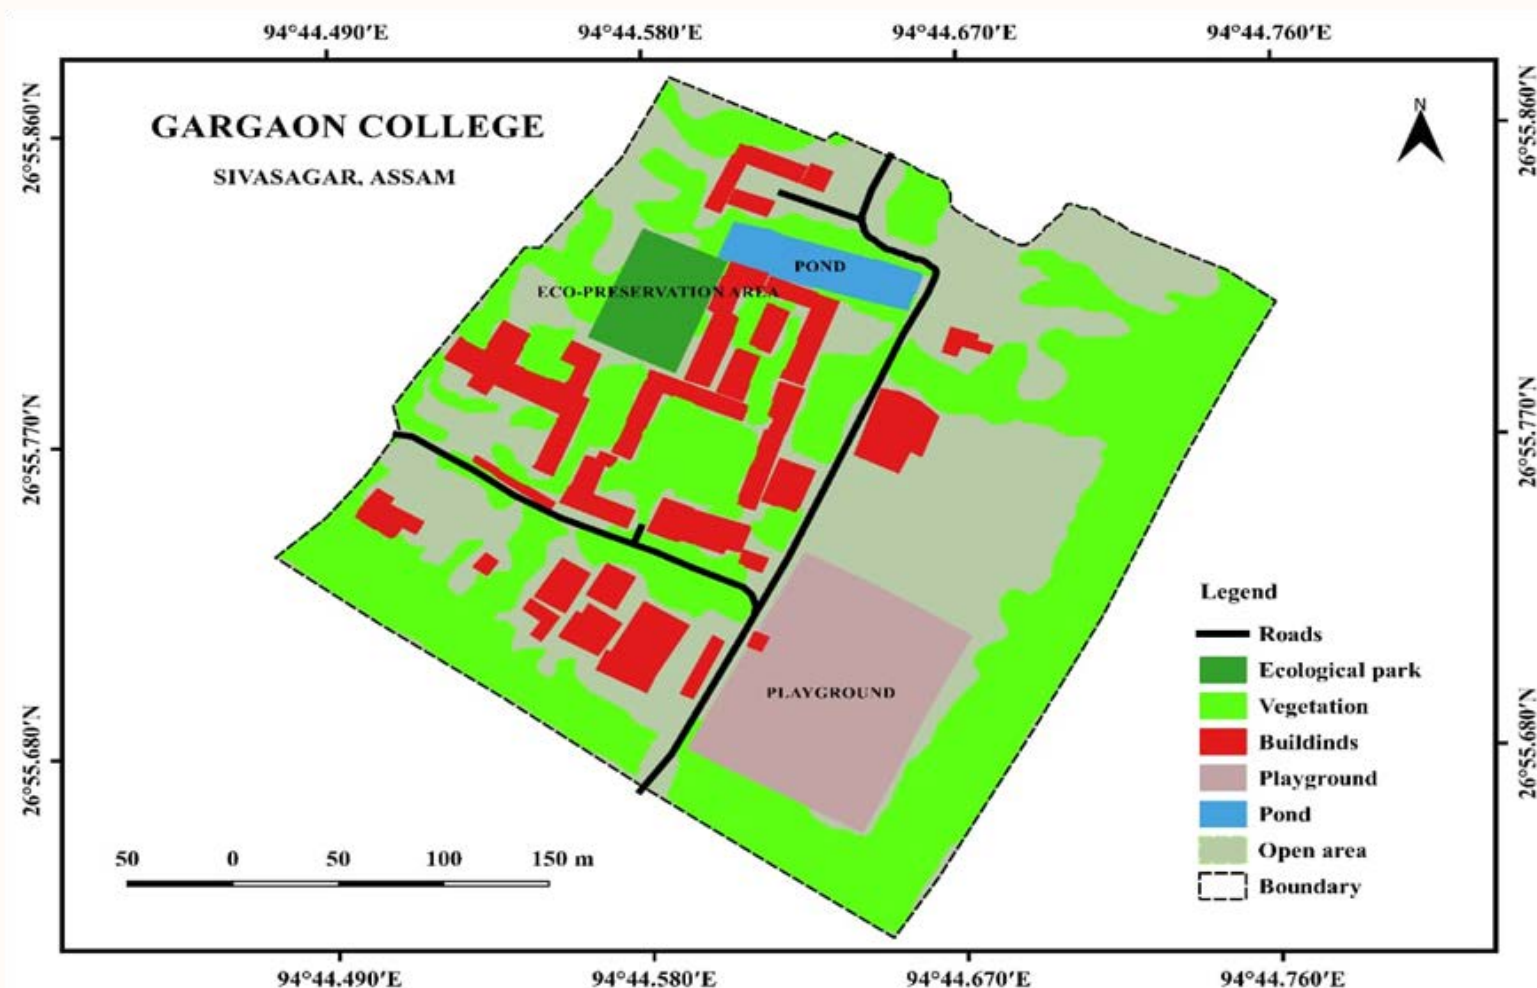 94°44.490'E 94°44.580'E 94°44.670'E 94°44.760'E
26°55.860'N
26°55.860'N
N
GARGAON COLLEGE
SIVASAGAR, ASSAM
POND
ECO-PRESERVATION AREA
26°55.770'N
26°55.770'N
PLAYGROUND
26°55.680'N
26°55.680'N
Legend
Roads
Ecological park
Vegetation
Buildinds
Playground
Pond
Open area
Boundary
50 0 50 100 150 m
94°44.490'E 94°44.580'E 94°44.670'E 94°44.760'E